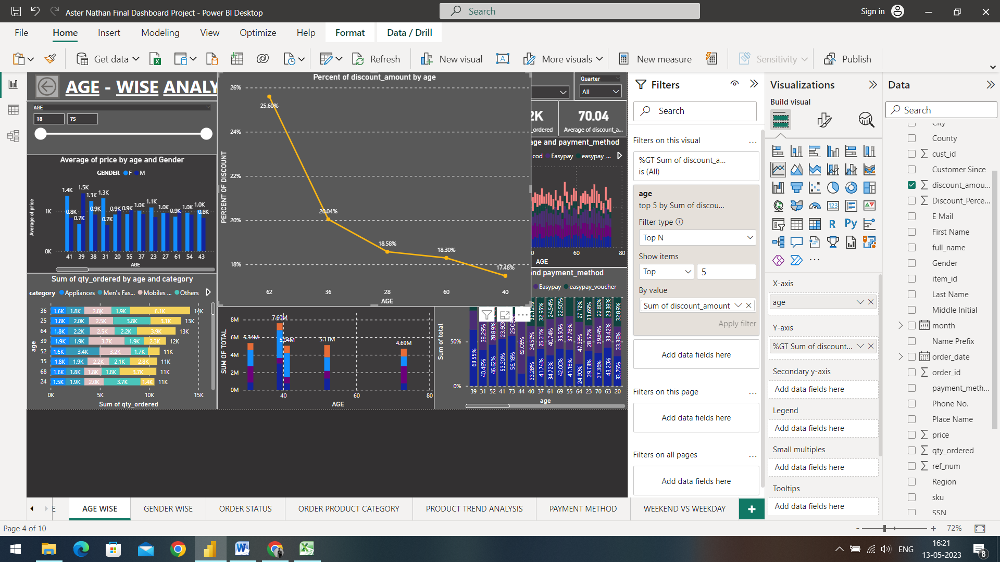 Aster Nathan Final Dashboard Project - Power BI Desktop
Search
Sign in
File
Home
Insert
Modeling
View
Optimize
Help
Format
Data / Drill
Get data
Refresh
New visual
More visuals
New measure
Sensitivity
Publish
AGE - WISE ANALY
AGE
18
75
Average of price by age and Gender
GENDER F M
Average of price
1K
0K
1.4K
0.8K
0.7K
1.5K
1.3K
0.9K
1.3K
0.7K
0.9K
0.9K
1.0K
1.1K
1.0K
0.9K
1.0K
1.0K
0.8K
41 39 38 31 20 55 37 23 27 61 54 43
AGE
Sum of qty_ordered by age and category
category Appliances Men's Fas... Mobiles ... Others
age
36 1.6K 1.8K 2.8K 1.9K 6.1K 14K
25 1.8K 2.0K 2.5K 3.8K 3.1K 13K
64 1.8K 2.2K 2.5K 2.2K 3.9K 13K
39 1.9K 1.9K 3.7K 1.9K 2.3K 12K
52 1.6K 3.4K 3.2K 1.7K 11K
35 1.8K 1.9K 2.2K 2.1K 2.8K 11K
68 1.6K 1.8K 1.8K 1.8K 3.7K 11K
24 1.5K 1.9K 2.0K 3.7K 1.4K 11K
0K 5K 10K 15K
Sum of qty_ordered
Percent of discount_amount by age
PERCENT OF DISCOUNT
26%
24%
22%
20%
18%
25.60%
20.04%
18.58%
18.30%
17.48%
62 36 28 60 40
AGE
Quarter
All
2K
_ordered
70.04
Average of discount_a...
age and payment_method
cod Easypay easypay_...
0 60 80
AGE
and payment_method
Easypay easypay_voucher
SUM OF TOTAL
8M
6M
4M
2M
0M
5.34M
7.60M
5.04M
5.11M
4.69M
40 60 80
AGE
Sum of total
50%
0%
32.12% 32.95% 24.54% 22.50% 27.72% 31.69% 22.80% 23.38% 32.89%
38.29% 28.89% 23.60% 25.09% 62.05% 34.59% 25.31% 40.74% 35.50% 37.78% 47.38% 28.57% 39.84% 33.42% 33.36%
63.55% 40.46% 46.62% 53.30% 56.18% 33.28% 41.74% 34.72% 42.00% 41.18% 24.90% 39.73% 37.36% 43.20% 33.75%
39 31 52 41 73 44 40 37 61 69 55 64 23 70 63 20
age
Filters
Search
Filters on this visual
...
%GT Sum of discount_a...
is (All)
age
top 5 by Sum of discou...
Filter type
Top N
Show items
Top
5
By value
Sum of discount_amount
Apply filter
Add data fields here
Filters on this page
...
Add data fields here
Filters on all pages
...
Add data fields here
Visualizations
Build visual
123
R
Py
...
X-axis
age
Y-axis
%GT Sum of discount...
Secondary y-axis
Add data fields here
Legend
Add data fields here
Small multiples
Add data fields here
Tooltips
Add data fields here
Data
Search
City
County
cust_id
Customer Since
discount_amou...
Discount_Perce...
E Mail
First Name
full_name
Gender
item_id
Last Name
Middle Initial
month
Name Prefix
order_date
order_id
payment_meth...
Phone No.
Place Name
price
qty_ordered
ref_num
Region
sku
SSN
E
AGE WISE
GENDER WISE
ORDER STATUS
ORDER PRODUCT CATEGORY
PRODUCT TREND ANALYSIS
PAYMENT METHOD
WEEKEND VS WEEKDAY
+
Page 4 of 10
- + 72%
ENG
16:21
13-05-2023
8